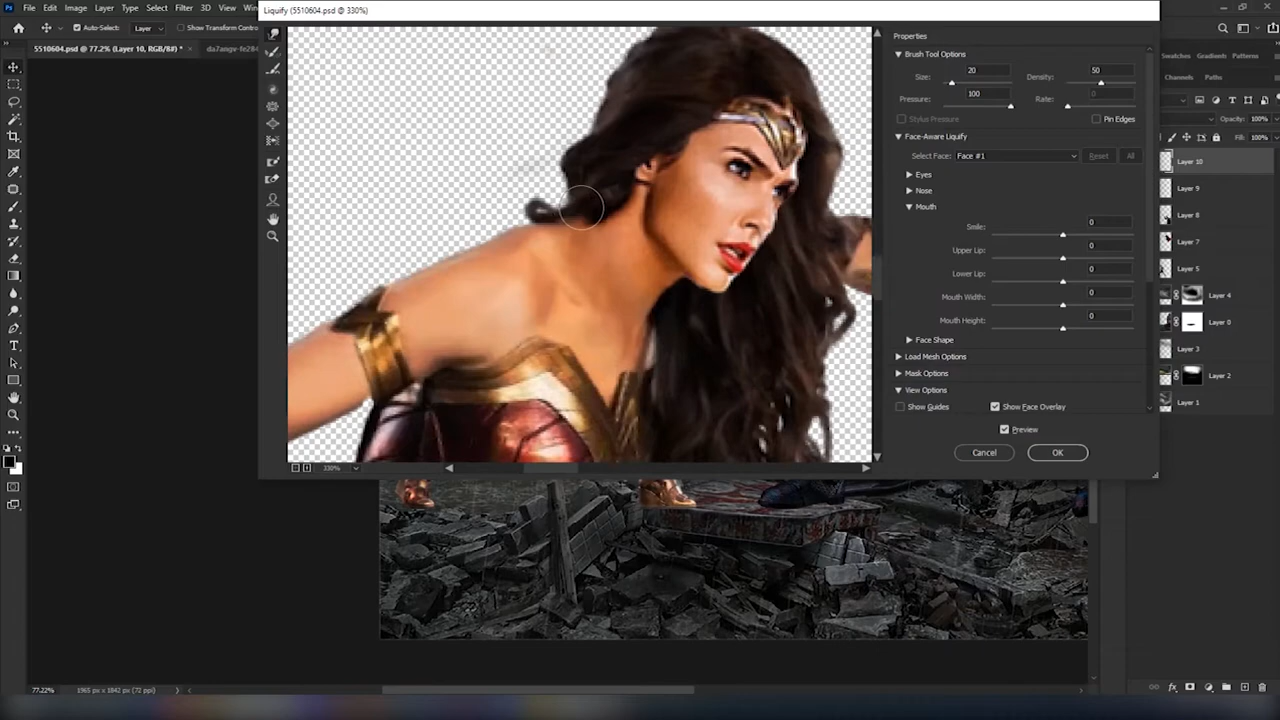 Ps File Edit Image Layer Type Select Filter 3D View
Liquify (5510604.psd @ 330%)
Auto-Select: Layer Show Transform Contr
5510604.psd @ 77.2% (Layer 10, RGB/8#) * ×
Properties
Brush Tool Options
Size: 20 Density: 50
Pressure: 100 Rate: 0
Stylus Pressure Pin Edges
Face-Aware Liquify
Select Face: Face #1 Reset All
Eyes
Nose
Mouth
Smile: 0
Upper Lip: 0
Lower Lip: 0
Mouth Width: 0
Mouth Height: 0
Face Shape
Load Mesh Options
Mask Options
View Options
Show Guides Show Face Overlay
Preview
Cancel OK
330%
Swatches Gradients Patterns
Channels Paths
Opacity: 100%
Fill: 100%
Layer 10
Layer 9
Layer 8
Layer 7
Layer 5
Layer 4
Layer 0
Layer 3
Layer 2
Layer 1
77.22% 1965 px x 1842 px (72 ppi)
fx